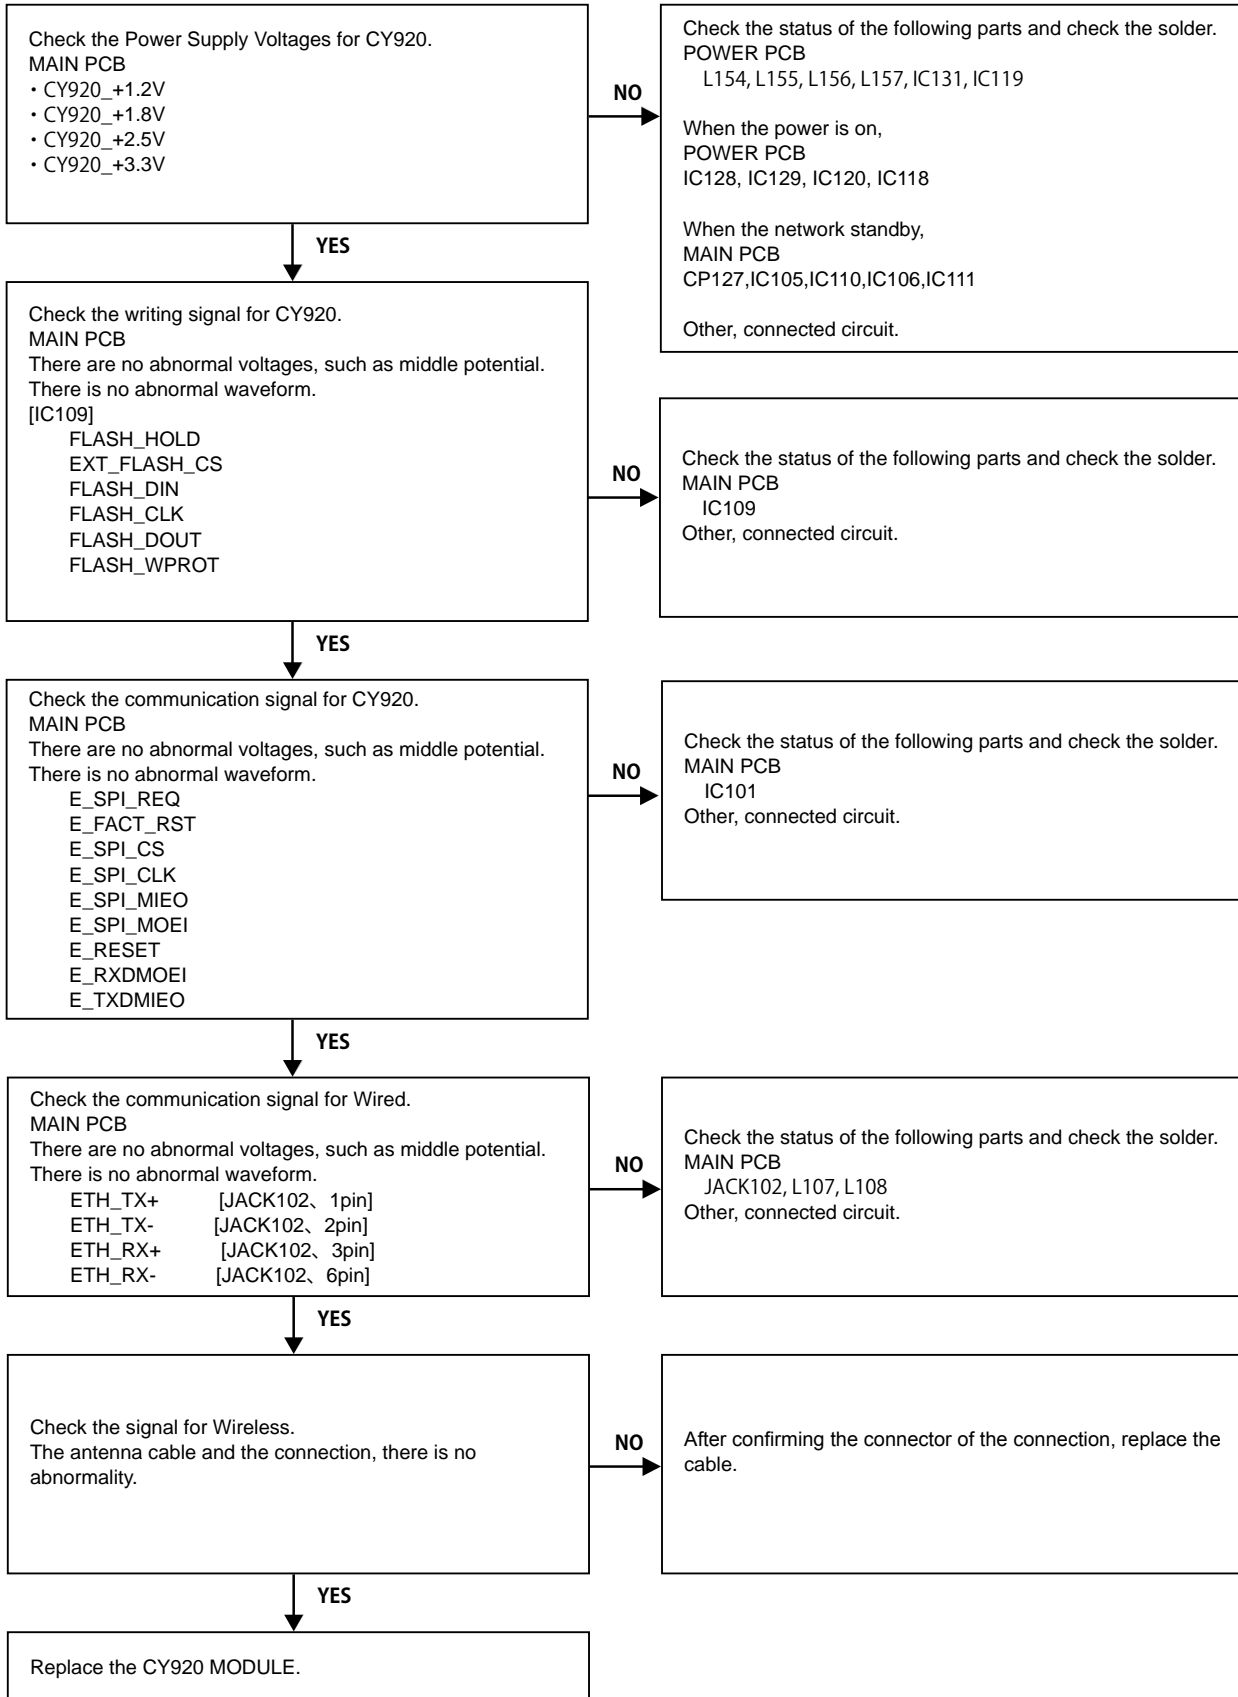 Check the Power Supply Voltages for CY920.
MAIN PCB
・CY920_+1.2V
・CY920_+1.8V
・CY920_+2.5V
・CY920_+3.3V
NO
Check the status of the following parts and check the solder.
POWER PCB
L154, L155, L156, L157, IC131, IC119
When the power is on,
POWER PCB
IC128, IC129, IC120, IC118
When the network standby,
MAIN PCB
CP127,IC105,IC110,IC106,IC111
Other, connected circuit.
YES
Check the writing signal for CY920.
MAIN PCB
There are no abnormal voltages, such as middle potential.
There is no abnormal waveform.
[IC109]
FLASH_HOLD
EXT_FLASH_CS
FLASH_DIN
FLASH_CLK
FLASH_DOUT
FLASH_WPROT
NO
Check the status of the following parts and check the solder.
MAIN PCB
IC109
Other, connected circuit.
YES
Check the communication signal for CY920.
MAIN PCB
There are no abnormal voltages, such as middle potential.
There is no abnormal waveform.
E_SPI_REQ
E_FACT_RST
E_SPI_CS
E_SPI_CLK
E_SPI_MIEO
E_SPI_MOEI
E_RESET
E_RXDMOEI
E_TXDMIEO
NO
Check the status of the following parts and check the solder.
MAIN PCB
IC101
Other, connected circuit.
YES
Check the communication signal for Wired.
MAIN PCB
There are no abnormal voltages, such as middle potential.
There is no abnormal waveform.
ETH_TX+ [JACK102、1pin]
ETH_TX- [JACK102、2pin]
ETH_RX+ [JACK102、3pin]
ETH_RX- [JACK102、6pin]
NO
Check the status of the following parts and check the solder.
MAIN PCB
JACK102, L107, L108
Other, connected circuit.
YES
Check the signal for Wireless.
The antenna cable and the connection, there is no
abnormality.
NO
After confirming the connector of the connection, replace the
cable.
YES
Replace the CY920 MODULE.